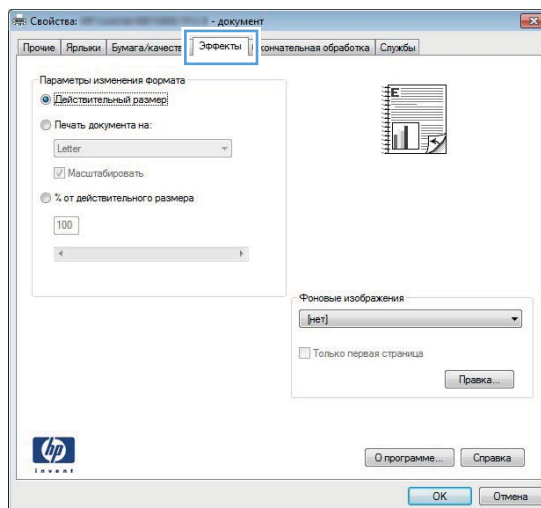 Свойства: - документ
Прочие Ярлыки Бумага/качеств Эффекты кончательная обработка Службы
Параметры изменения формата
Действительный размер
Печать документа на:
Letter
Масштабировать
% от действительного размера
100
E
Фоновые изображения
[нет]
Только первая страница
Правка...
hp
invent
О программе... Справка
OK Отмена